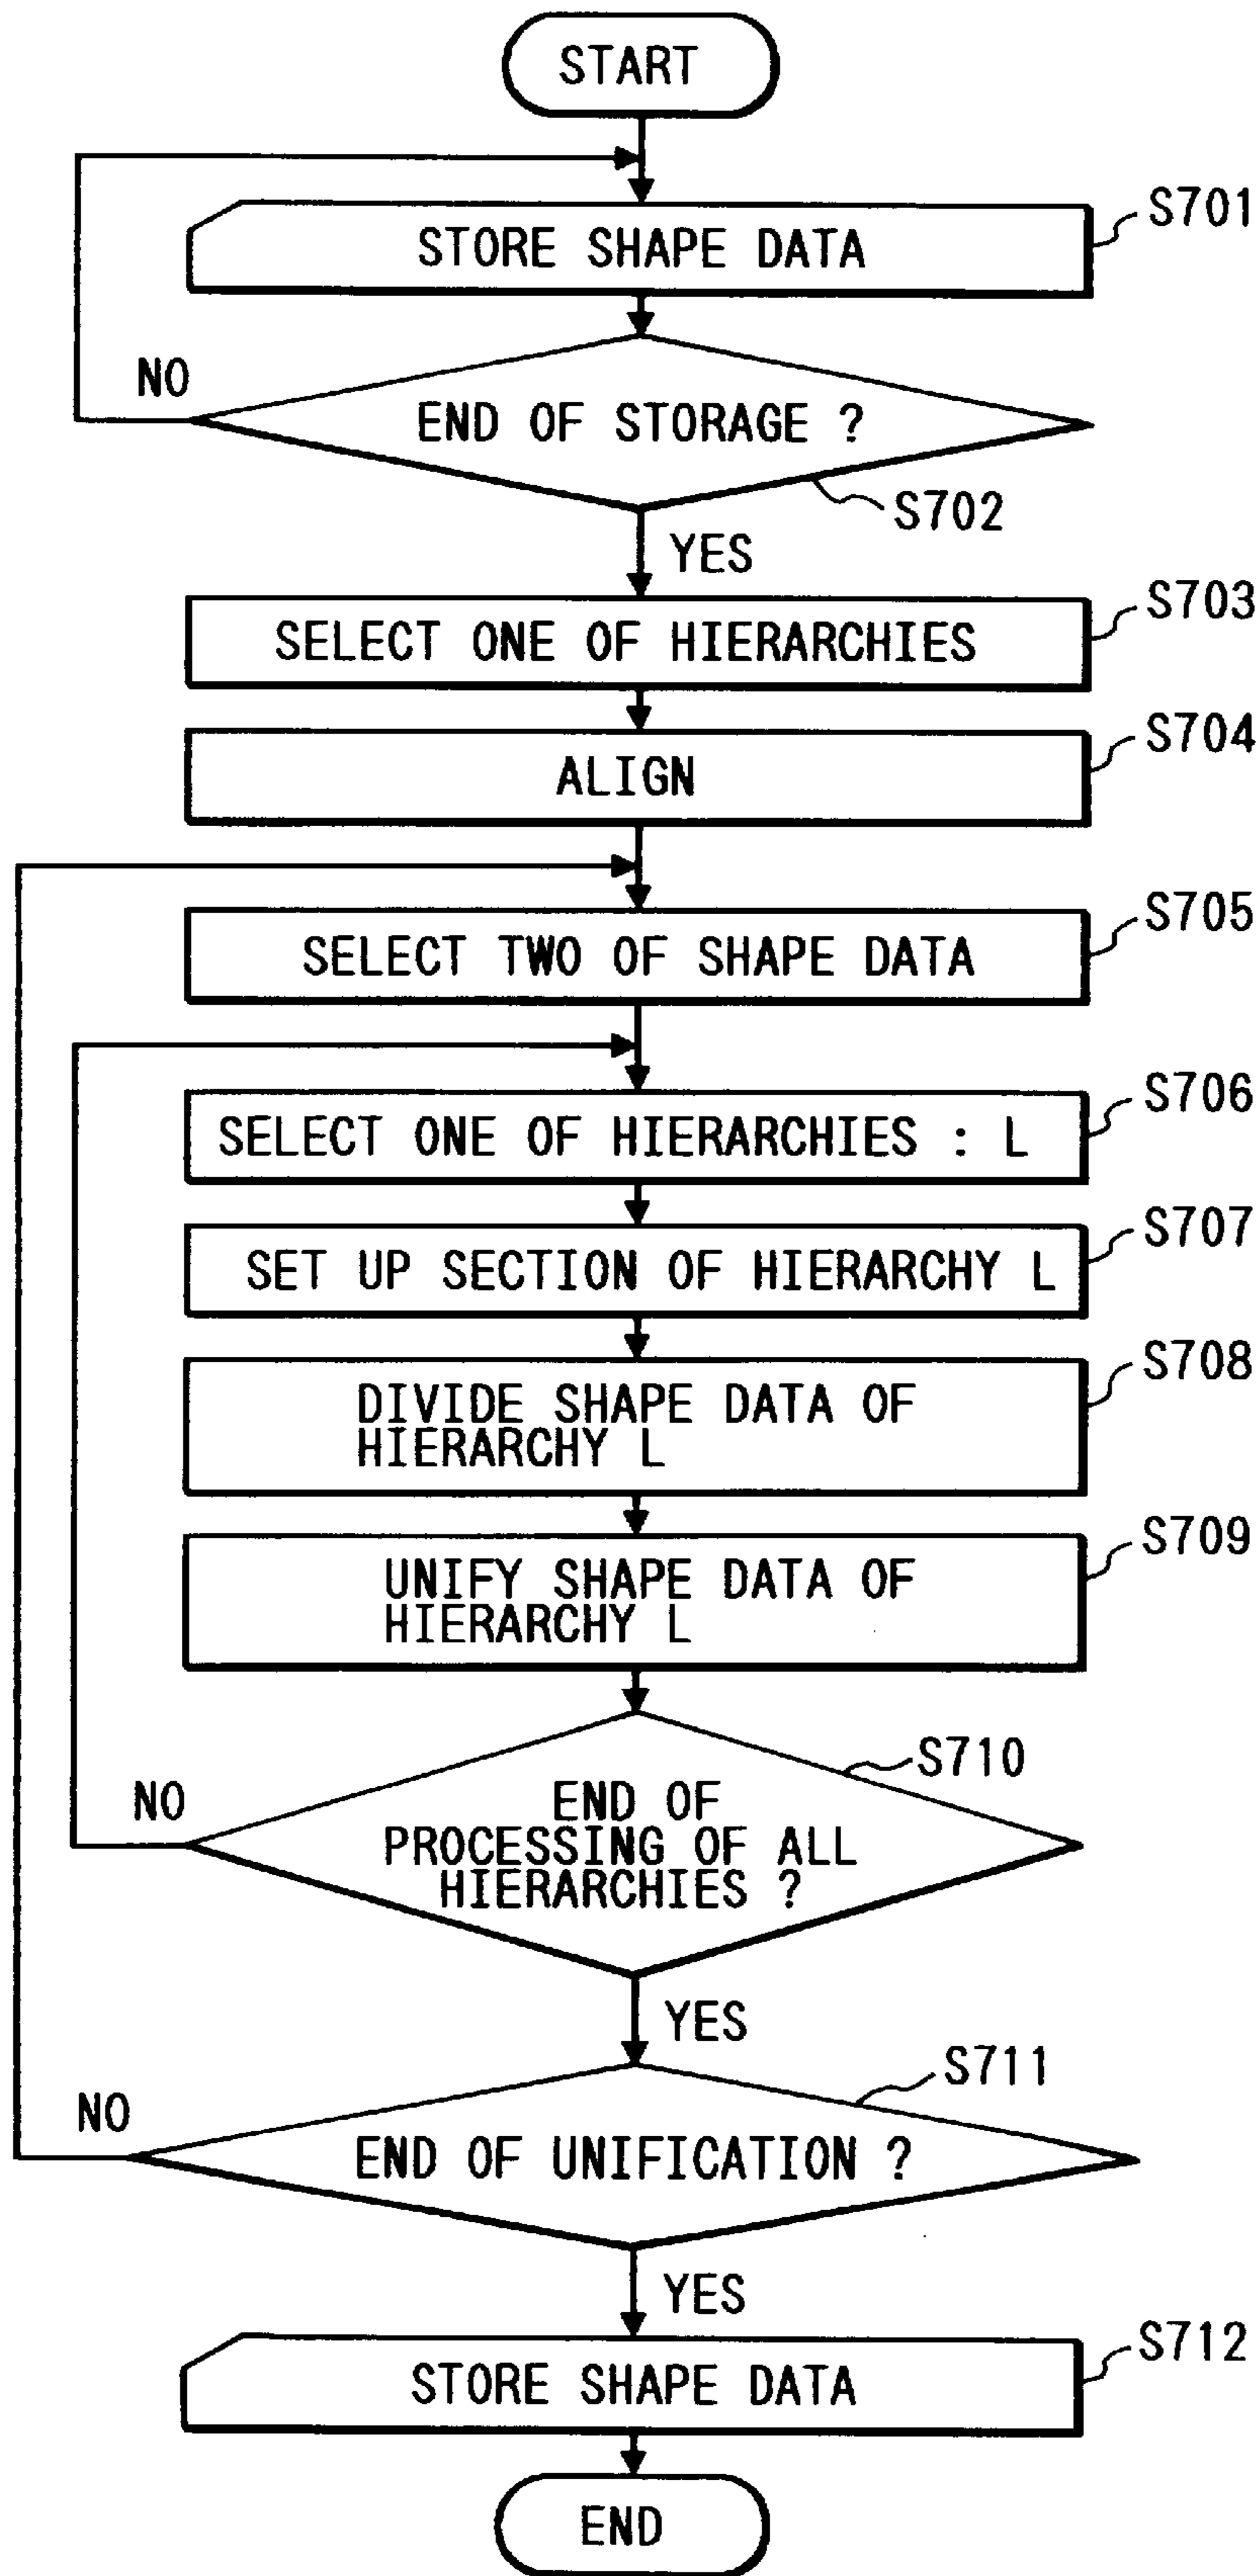 START
STORE SHAPE DATA
S701
NO
END OF STORAGE ?
S702
YES
SELECT ONE OF HIERARCHIES
S703
ALIGN
S704
SELECT TWO OF SHAPE DATA
S705
SELECT ONE OF HIERARCHIES : L
S706
SET UP SECTION OF HIERARCHY L
S707
DIVIDE SHAPE DATA OF
HIERARCHY L
S708
UNIFY SHAPE DATA OF
HIERARCHY L
S709
S710
NO
END OF
PROCESSING OF ALL
HIERARCHIES ?
YES
S711
NO
END OF UNIFICATION ?
YES
STORE SHAPE DATA
S712
END